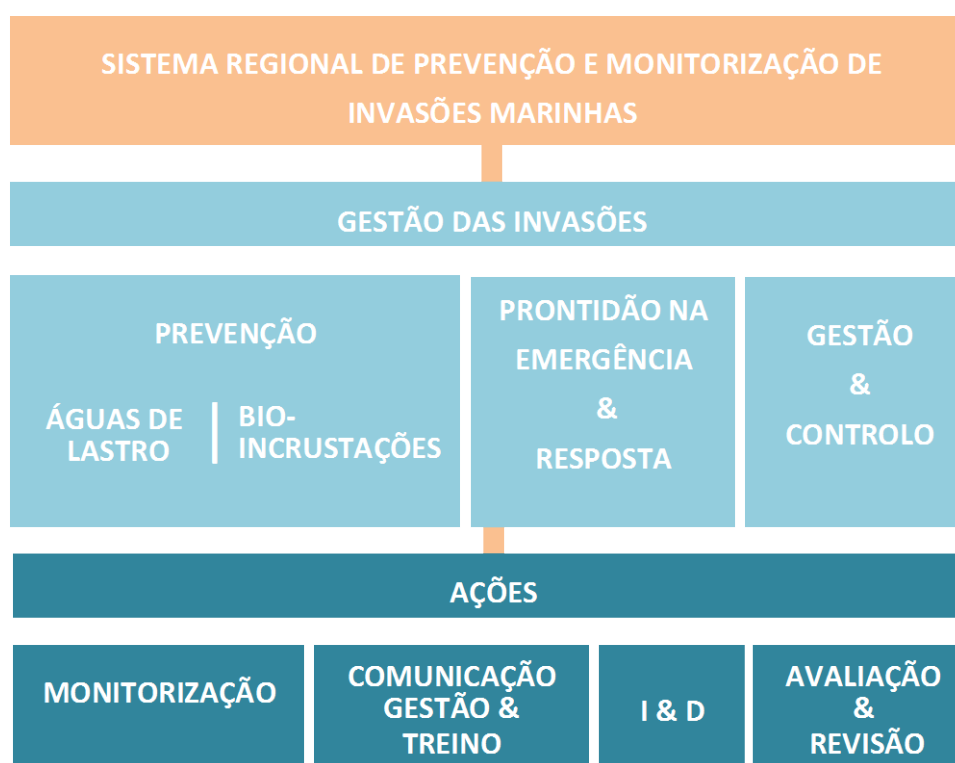 SISTEMA REGIONAL DE PREVENÇÃO E MONITORIZAÇÃO DE
INVASÕES MARINHAS
GESTÃO DAS INVASÕES
PREVENÇÃO
ÁGUAS DE
LASTRO
BIO-
INCRUSTAÇÕES
PRONTIDÃO NA
EMERGÊNCIA
&
RESPOSTA
GESTÃO
&
CONTROLO
AÇÕES
MONITORIZAÇÃO
COMUNICAÇÃO
GESTÃO &
TREINO
I & D
AVALIAÇÃO
&
REVISÃO